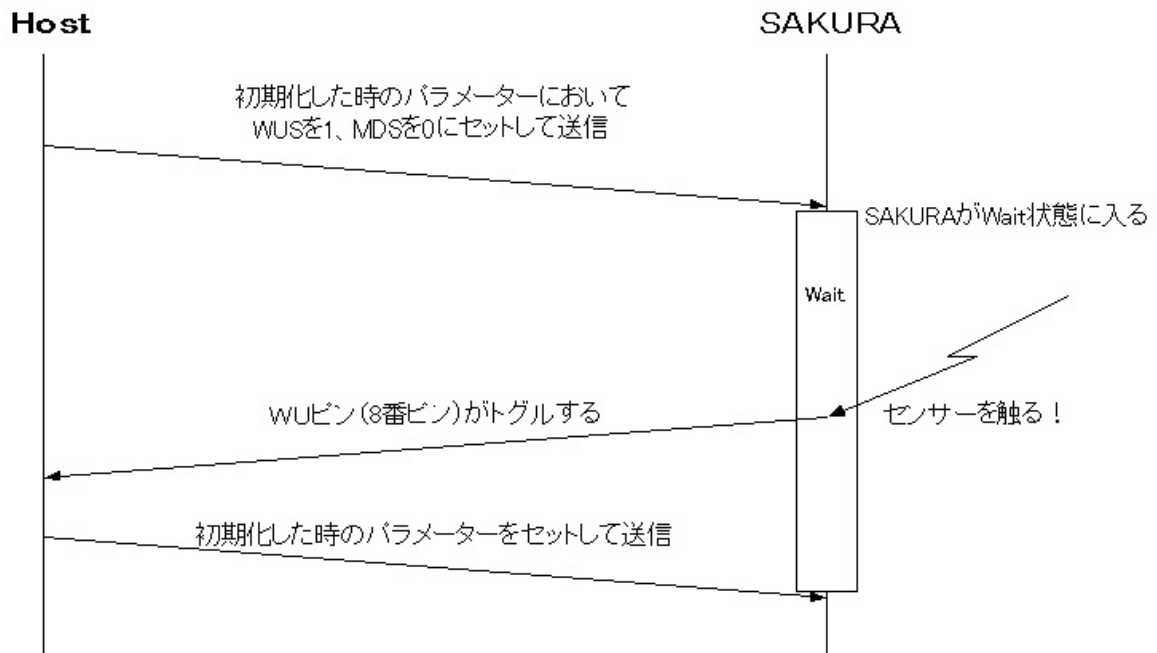 Host
SAKURA
初期化した時のパラメーターにおいて
WUSを1、MDSを0にセットして送信
SAKURAがWait状態に入る
Wait
WUピン(8番ピン)がトグルする
センサーを触る！
初期化した時のパラメーターをセットして送信